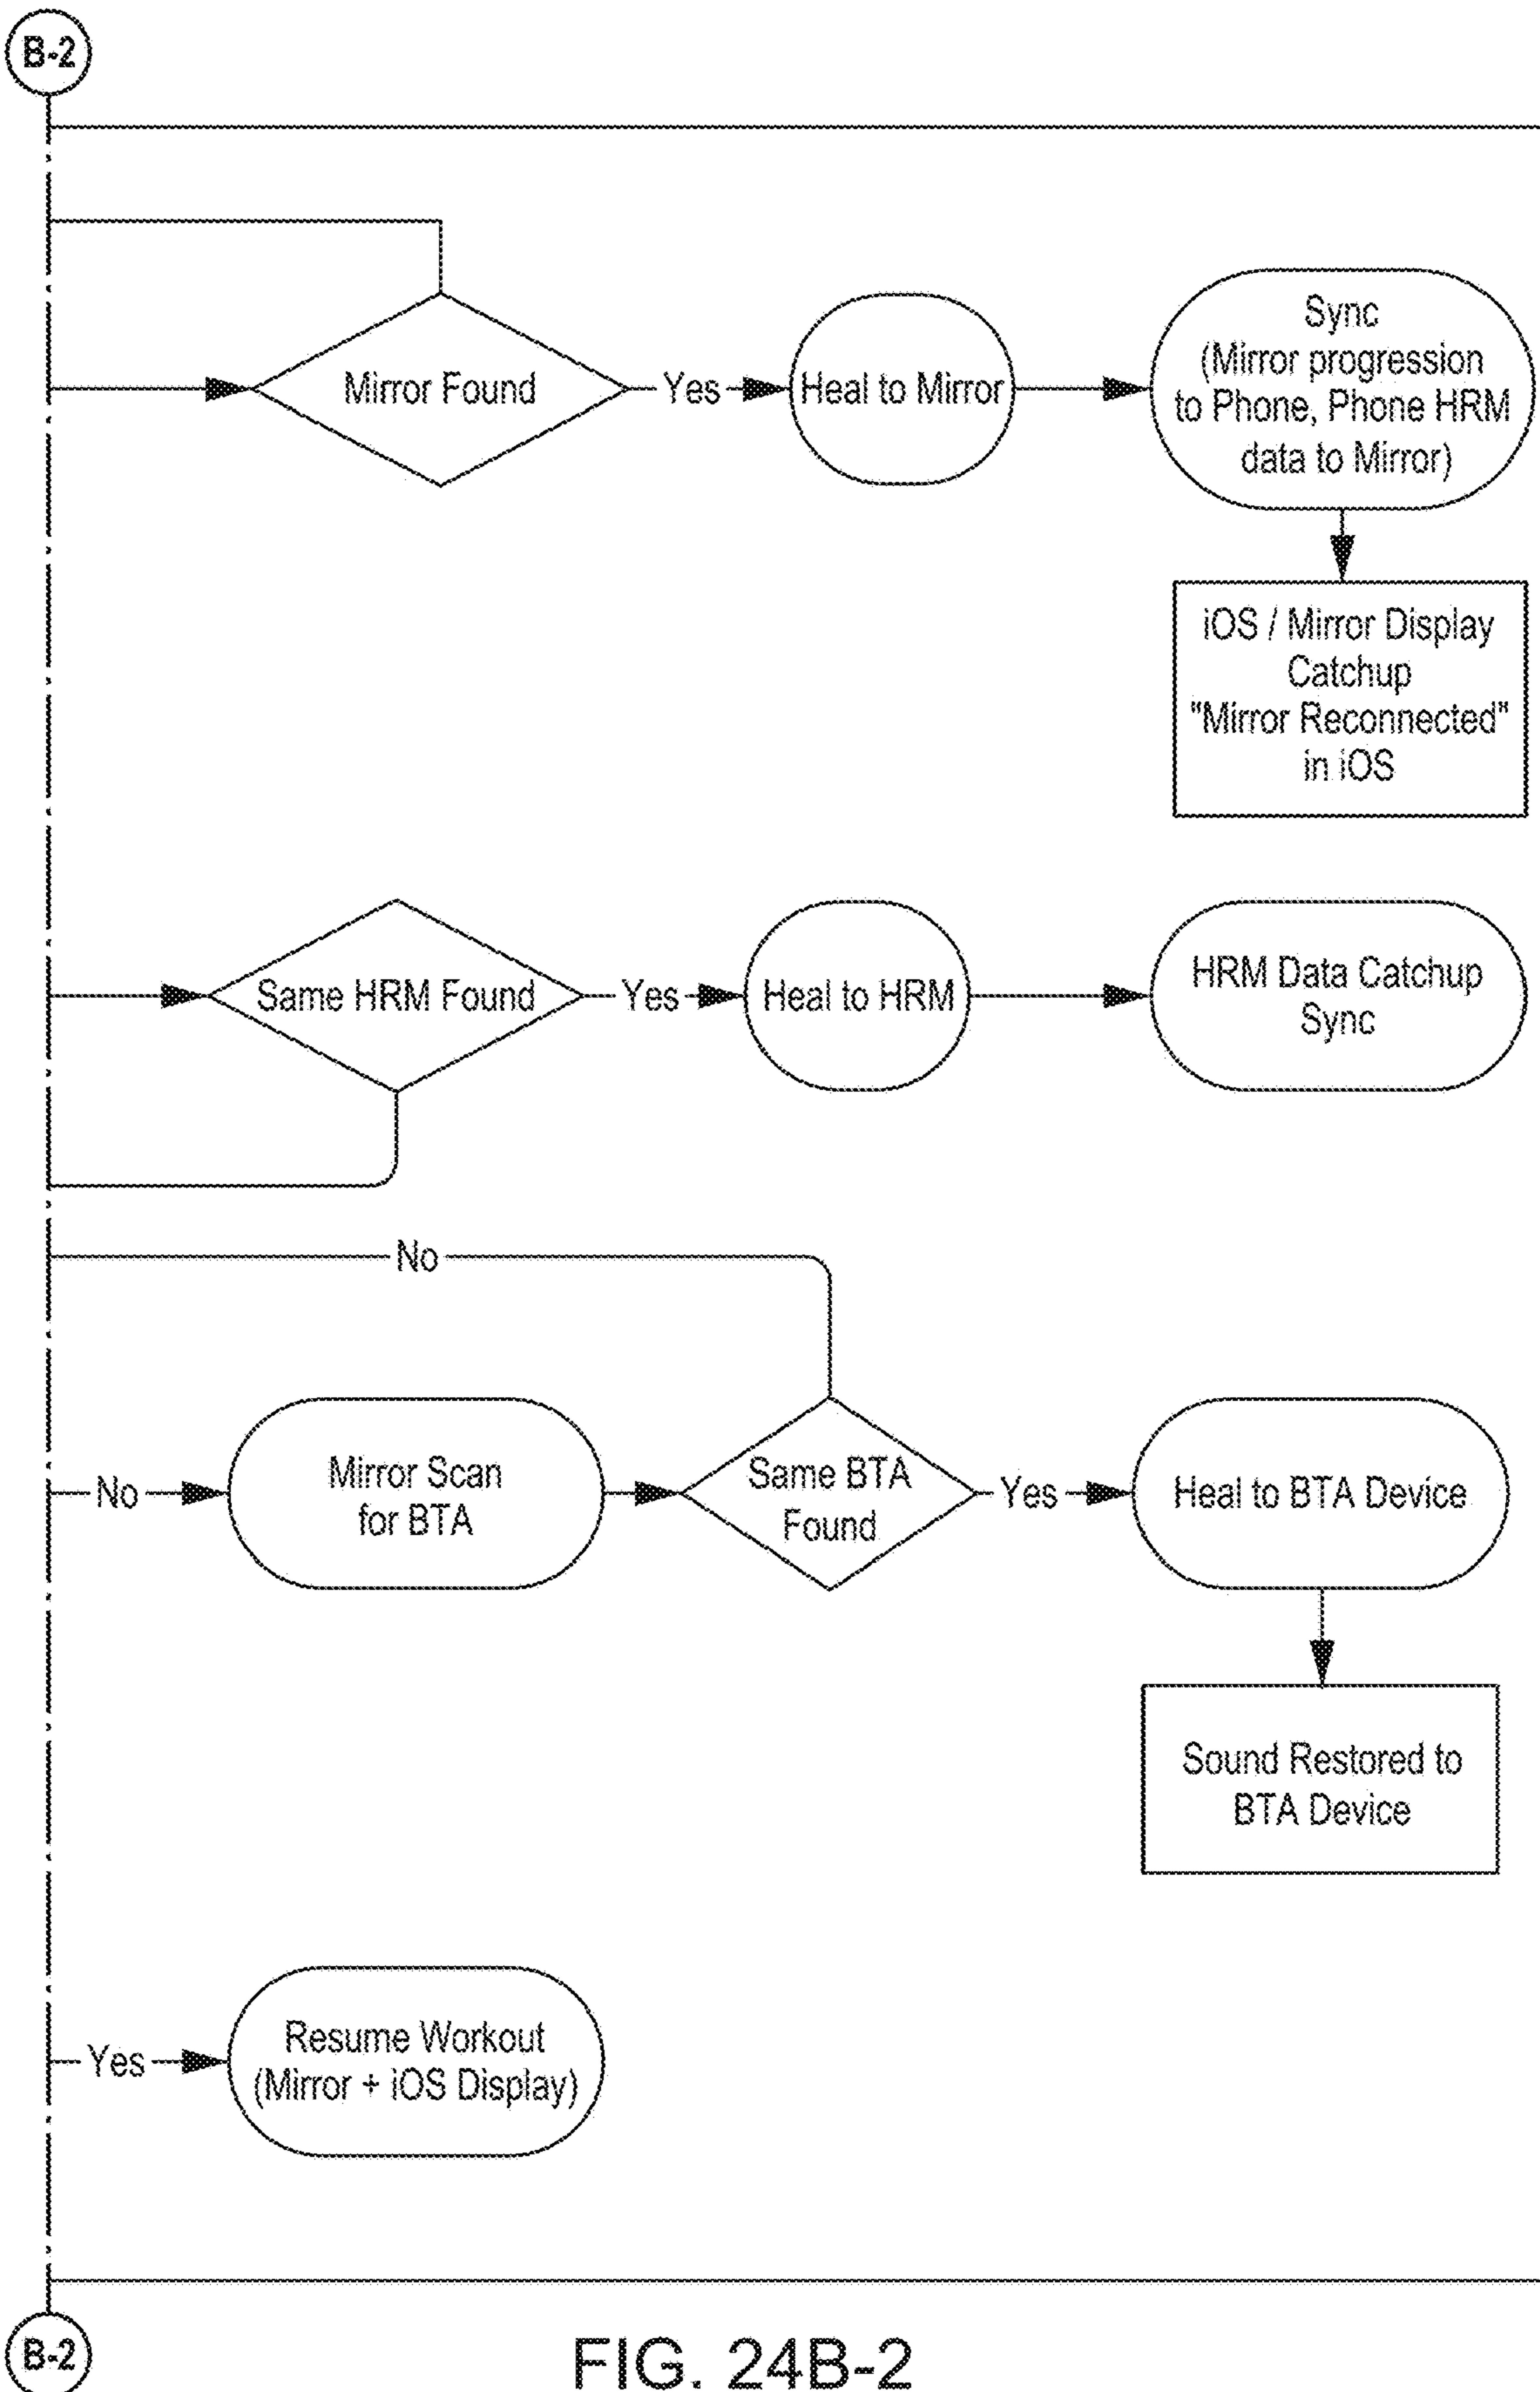 B-2
Mirror Found
Yes
Heal to Mirror
Sync
(Mirror progression
to Phone, Phone HRM
data to Mirror)
iOS / Mirror Display
Catchup
"Mirror Reconnected"
in iOS
Same HRM Found
Yes
Heal to HRM
HRM Data Catchup
Sync
No
No
Mirror Scan
for BTA
Same BTA
Found
Yes
Heal to BTA Device
Sound Restored to
BTA Device
Yes
Resume Workout
(Mirror + iOS Display)
B-2
FIG. 24B-2